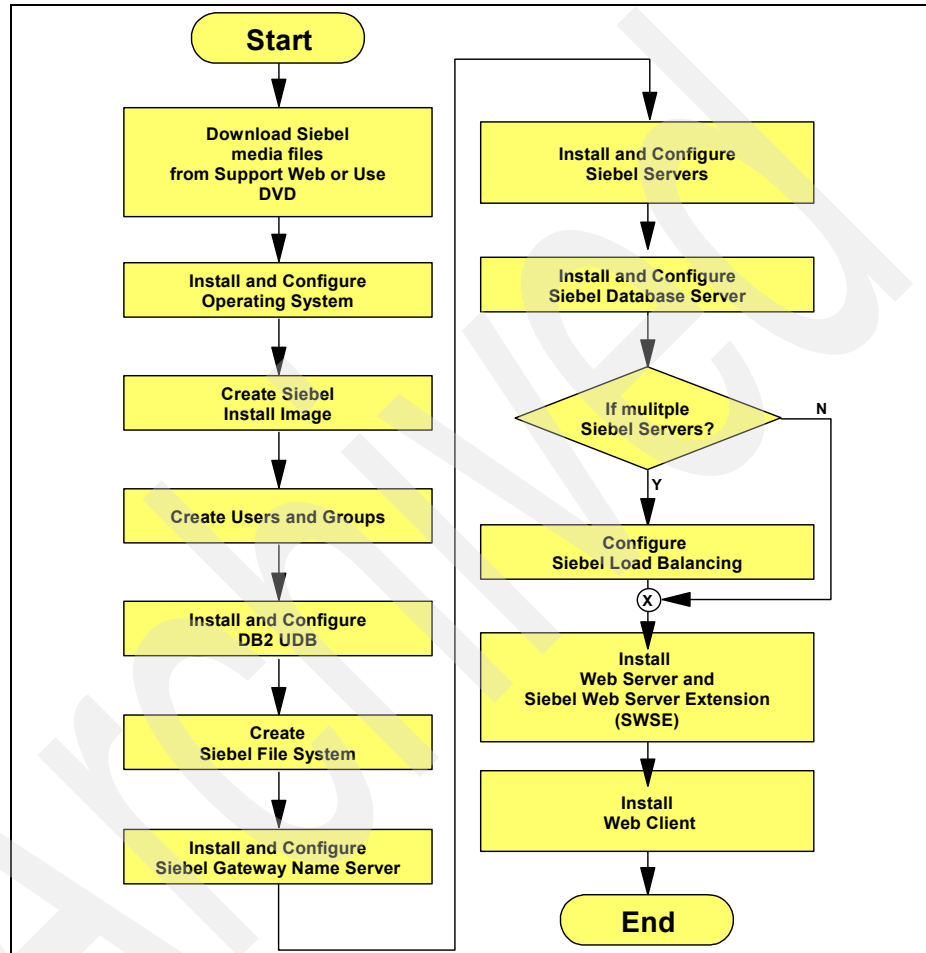 Start
Download Siebel
media files
from Support Web or Use
DVD
Install and Configure
Operating System
Create Siebel
Install Image
Create Users and Groups
Install and Configure
DB2 UDB
Create
Siebel File System
Install and Configure
Siebel Gateway Name Server
Install and Configure
Siebel Servers
Install and Configure
Siebel Database Server
If mulitple
Siebel Servers?
N
Y
Configure
Siebel Load Balancing
X
Install
Web Server and
Siebel Web Server Extension
(SWSE)
Install
Web Client
End
Archived